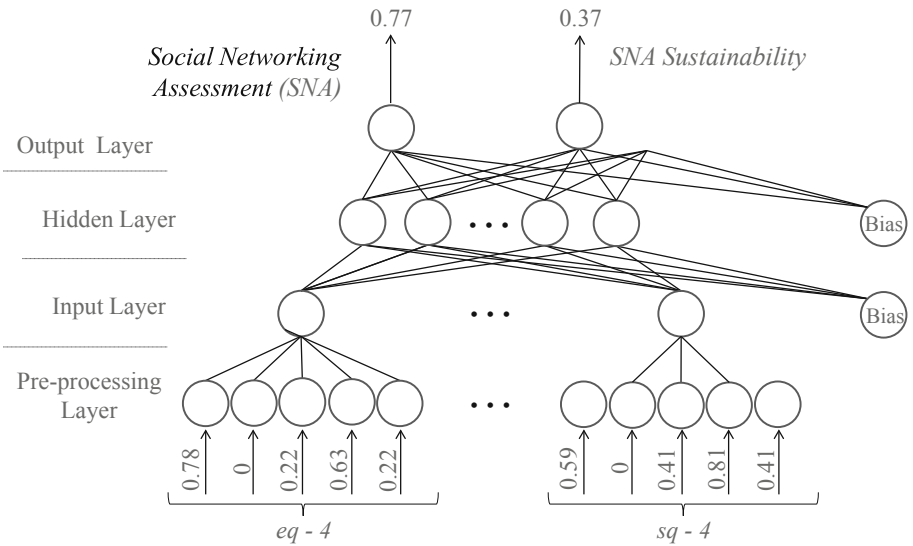 0.77
0.37
Social Networking
Assessment (SNA)
SNA Sustainability
Output Layer
Hidden Layer
. . .
Bias
Input Layer
. . .
Bias
Pre-processing
Layer
. . .
0.78
0
0.22
0.63
0.22
0.59
0
0.41
0.81
0.41
eq - 4
sq - 4